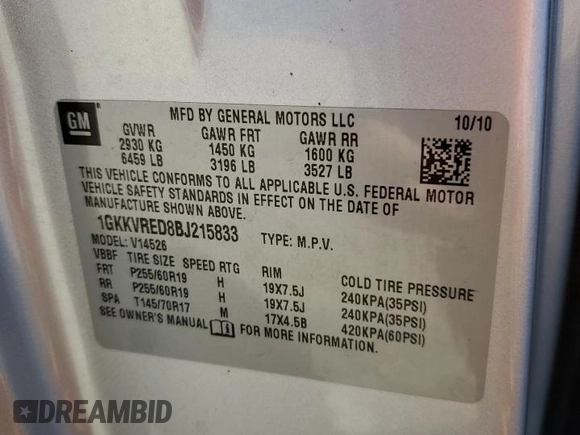 GM
MFD BY GENERAL MOTORS LLC 10/10
GVWR GAWR FRT GAWR RR
2930 KG 1450 KG 1600 KG
6459 LB 3196 LB 3527 LB
THIS VEHICLE CONFORMS TO ALL APPLICABLE U.S. FEDERAL MOTOR
VEHICLE SAFETY STANDARDS IN EFFECT ON THE DATE OF
MANUFACTURE SHOWN ABOVE.
1GKKVRED8BJ215833 TYPE: M.P.V.
MODEL: V14526
VBBF TIRE SIZE SPEED RTG RIM COLD TIRE PRESSURE
FRT P255/60R19 H 19X7.5J 240KPA(35PSI)
RR P255/60R19 H 19X7.5J 240KPA(35PSI)
SPA T145/70R17 M 17X4.5B 420KPA(60PSI)
SEE OWNER'S MANUAL FOR MORE INFORMATION.
DREAMBID